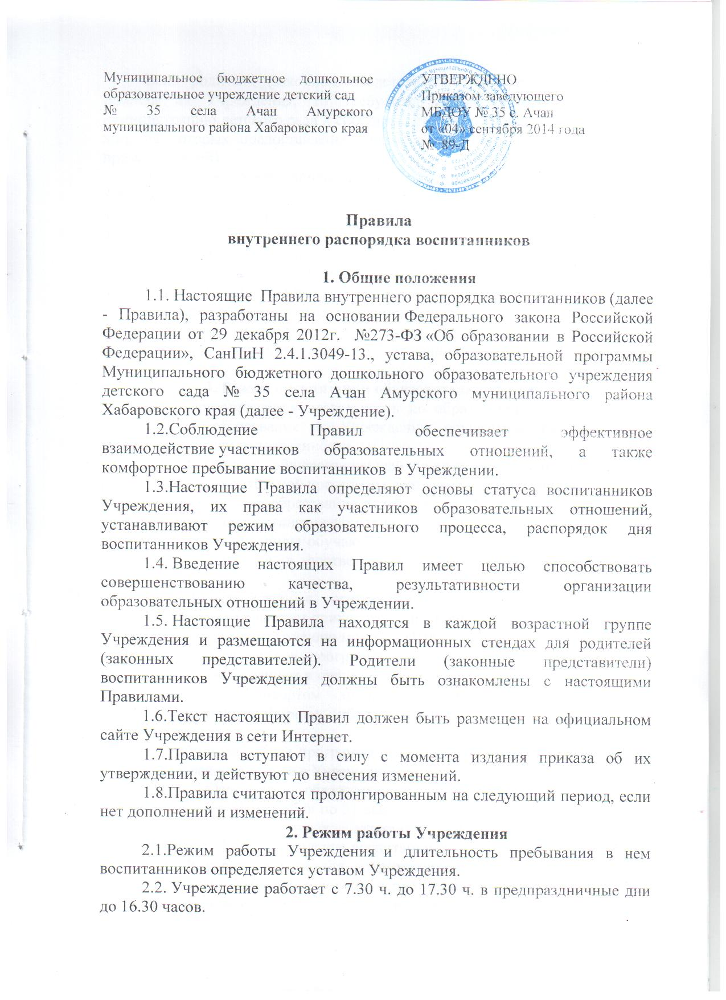 Муниципальное бюджетное дошкольное
образовательное учреждение детский сад
№ 35 села Ачан Амурского
муниципального района Хабаровского края
УТВЕРЖДЕНО
Приказом заведующего
МБДОУ № 35 с. Ачан
от «04» сентября 2014 года
№ 89-Д
Правила
внутреннего распорядка воспитанников
1. Общие положения
1.1. Настоящие Правила внутреннего распорядка воспитанников (далее
- Правила), разработаны на основании Федерального закона Российской
Федерации от 29 декабря 2012г. №273-ФЗ «Об образовании в Российской
Федерации», СанПиН 2.4.1.3049-13., устава, образовательной программы
Муниципального бюджетного дошкольного образовательного учреждения
детского сада № 35 села Ачан Амурского муниципального района
Хабаровского края (далее - Учреждение).
1.2.Соблюдение Правил обеспечивает эффективное
взаимодействие участников образовательных отношений, а также
комфортное пребывание воспитанников в Учреждении.
1.3.Настоящие Правила определяют основы статуса воспитанников
Учреждения, их права как участников образовательных отношений,
устанавливают режим образовательного процесса, распорядок дня
воспитанников Учреждения.
1.4. Введение настоящих Правил имеет целью способствовать
совершенствованию качества, результативности организации
образовательных отношений в Учреждении.
1.5. Настоящие Правила находятся в каждой возрастной группе
Учреждения и размещаются на информационных стендах для родителей
(законных представителей). Родители (законные представители)
воспитанников Учреждения должны быть ознакомлены с настоящими
Правилами.
1.6.Текст настоящих Правил должен быть размещен на официальном
сайте Учреждения в сети Интернет.
1.7.Правила вступают в силу с момента издания приказа об их
утверждении, и действуют до внесения изменений.
1.8.Правила считаются пролонгированным на следующий период, если
нет дополнений и изменений.
2. Режим работы Учреждения
2.1.Режим работы Учреждения и длительность пребывания в нем
воспитанников определяется уставом Учреждения.
2.2. Учреждение работает с 7.30 ч. до 17.30 ч. в предпраздничные дни
до 16.30 часов.